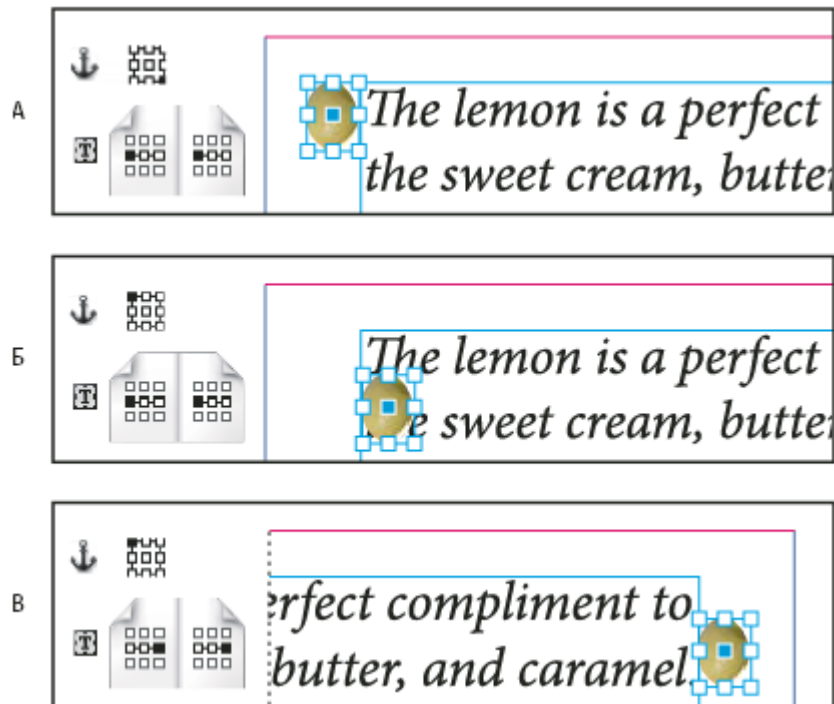 А
The lemon is a perfect
the sweet cream, butter
Б
The lemon is a perfect
sweet cream, butter
В
erfect compliment to
butter, and caramel.